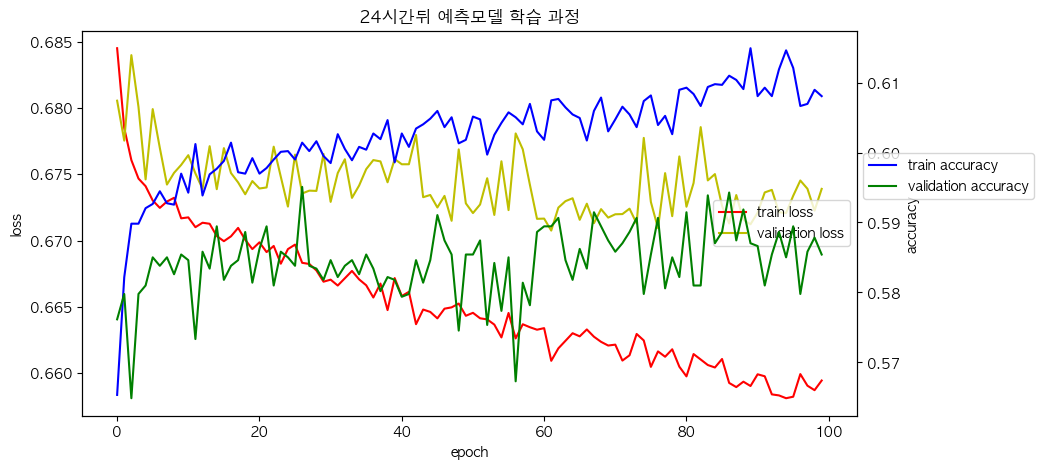 24시간뒤 예측모델 학습 과정
0.685
0.680
0.675
0.670
0.665
0.660
loss
0.61
0.60
0.59
0.58
0.57
accuracy
train accuracy
validation accuracy
train loss
validation loss
0
20
40
60
80
100
epoch